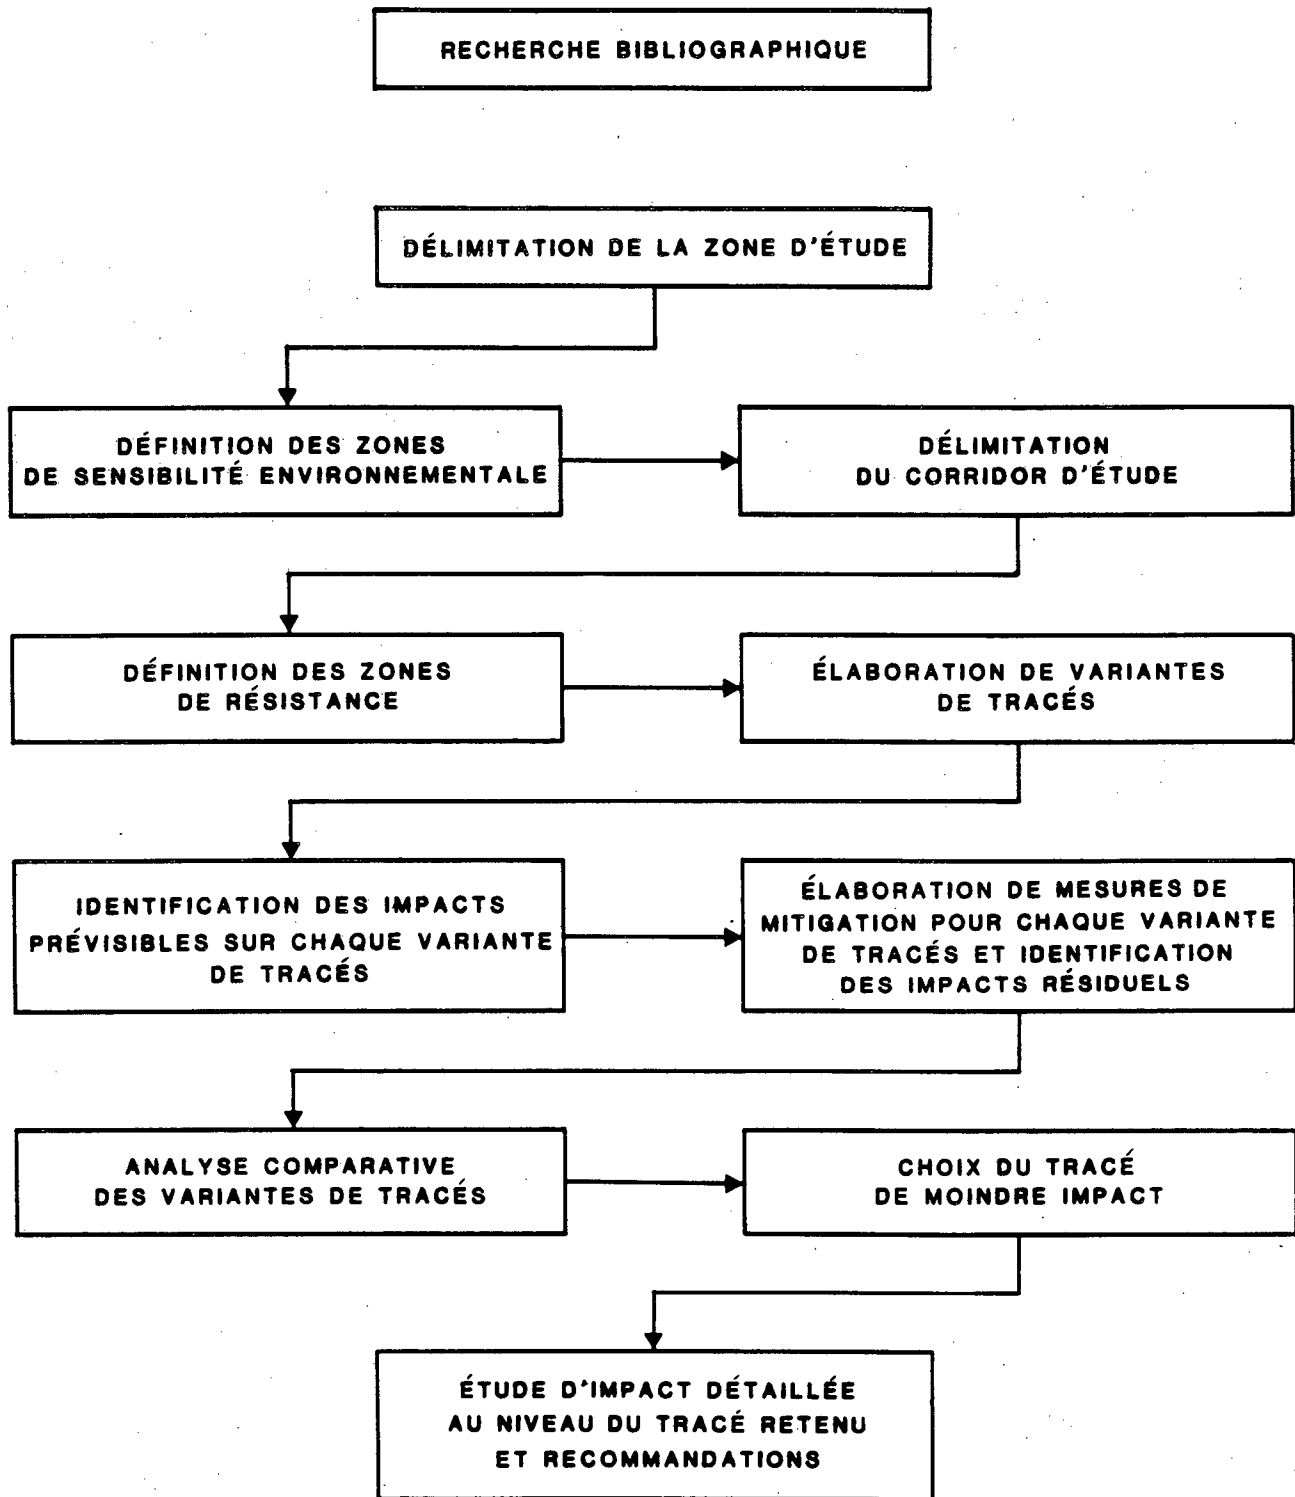 RECHERCHE BIBLIOGRAPHIQUE
DÉLIMITATION DE LA ZONE D'ÉTUDE
DÉFINITION DES ZONES
DE SENSIBILITÉ ENVIRONNEMENTALE
DÉLIMITATION
DU CORRIDOR D'ÉTUDE
DÉFINITION DES ZONES
DE RÉSISTANCE
ÉLABORATION DE VARIANTES
DE TRACÉS
IDENTIFICATION DES IMPACTS
PRÉVISIBLES SUR CHAQUE VARIANTE
DE TRACÉS
ÉLABORATION DE MESURES DE
MITIGATION POUR CHAQUE VARIANTE
DE TRACÉS ET IDENTIFICATION
DES IMPACTS RÉSIDUELS
ANALYSE COMPARATIVE
DES VARIANTES DE TRACÉS
CHOIX DU TRACÉ
DE MOINDRE IMPACT
ÉTUDE D'IMPACT DÉTAILLÉE
AU NIVEAU DU TRACÉ RETENU
ET RECOMMANDATIONS